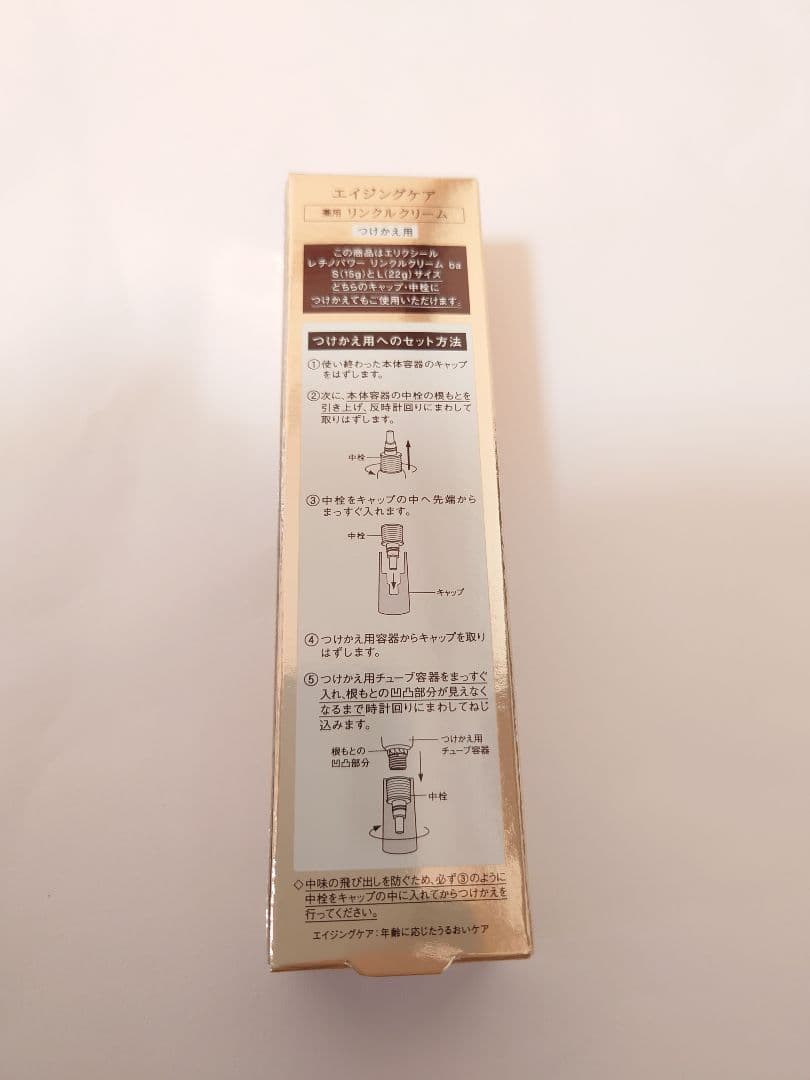 エイジングケア
薬用 リンクルクリーム
つけかえ用
この商品はエリクシール
レチノパワー リンクルクリーム ba
S(15g)とL(22g)サイズ
どちらのキャップ・中栓に
つけかえてもご使用いただけます。
つけかえ用へのセット方法
①使い終わった本体容器のキャップ
をはずします。
②次に、本体容器の中栓の根もとを
引き上げ、反時計回りにまわして
取りはずします。
中栓
③中栓をキャップの中へ先端から
まっすぐ入れます。
中栓
キャップ
④つけかえ用容器からキャップを取り
はずします。
⑤つけかえ用チューブ容器をまっすぐ
入れ、根もとの凹凸部分が見えなく
なるまで時計回りにまわしてねじ
込みます。
根もとの
凹凸部分
つけかえ用
チューブ容器
中栓
◇中味の飛び出しを防ぐため、必ず③のように
中栓をキャップの中に入れてからつけかえを
行ってください。
エイジングケア:年齢に応じたうるおいケア